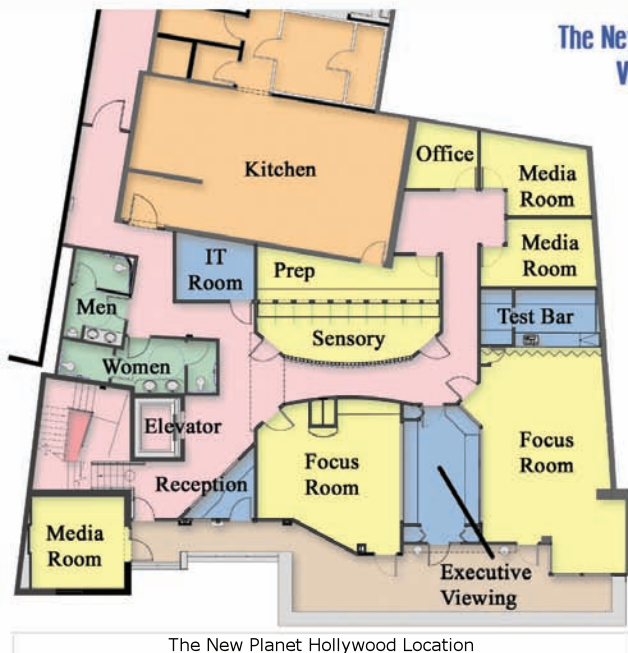 The Ne
V
Kitchen
Office
Media
Room
Media
Room
IT
Room
Prep
Sensory
Test Bar
Men
Women
Elevator
Reception
Focus
Room
Focus
Room
Media
Room
Executive
Viewing
The New Planet Hollywood Location